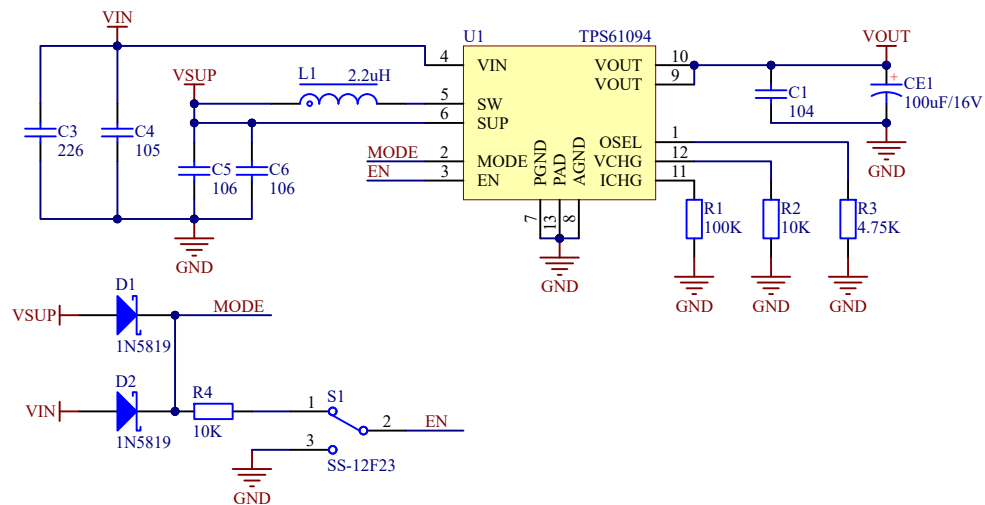 VIN
U1 TPS61094
VOUT
4 VIN VOUT 10
VOUT 9
VSUP
L1 2.2uH
5 SW
6 SUP
C3
226
C4
105
C5
106
C6
106
C1
104
+
CE1
100uF/16V
GND
MODE 2 MODE
EN 3 EN
OSEL 1
VCHG 12
ICHG 11
PGND PAD AGND
7 13 8
R1
100K
R2
10K
R3
4.75K
GND
GND
GND
GND
GND
D1
VSUP MODE
1N5819
D2
VIN
1N5819
R4
10K
S1
1
2 EN
3
SS-12F23
GND